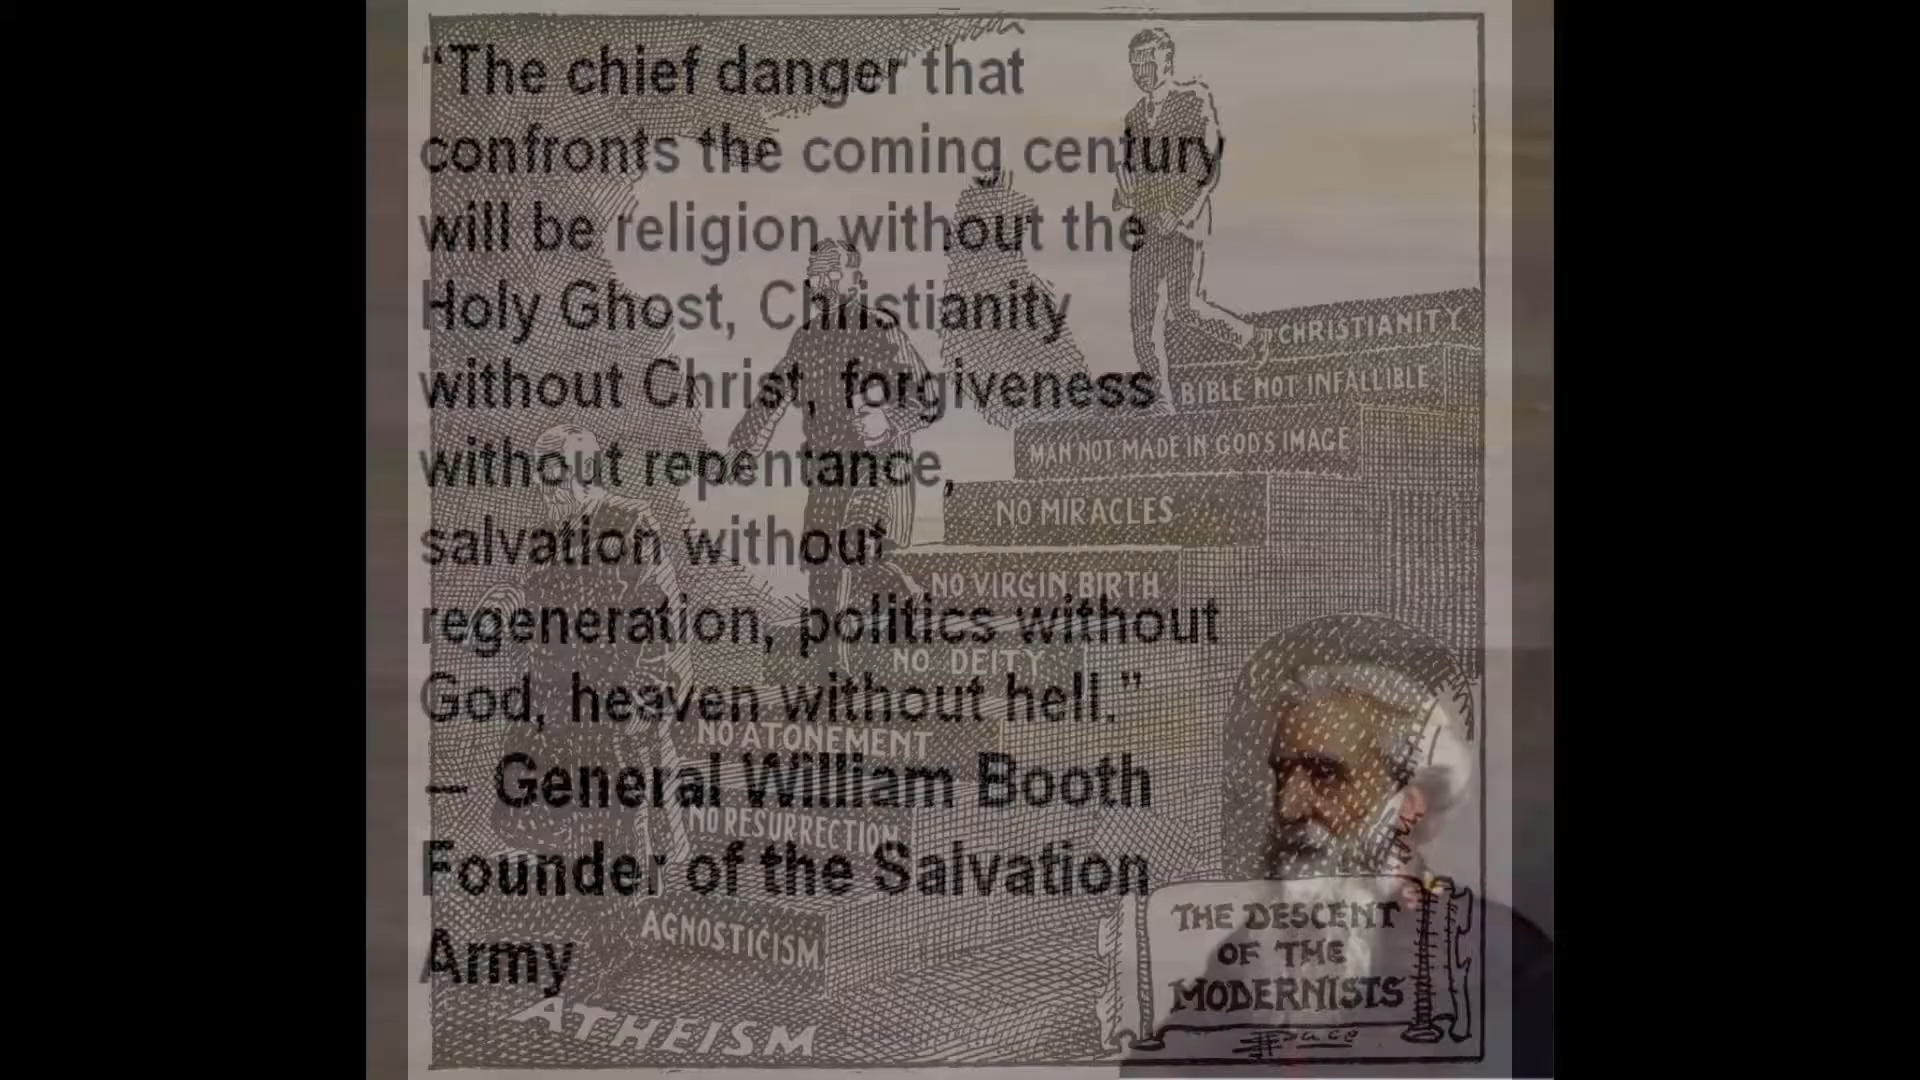 “The chief danger that
confronts the coming century
will be religion without the
Holy Ghost, Christianity
without Christ, forgiveness
without repentance,
salvation without
regeneration, politics without
God, heaven without hell.”
— General William Booth
Founder of the Salvation
Army
CHRISTIANITY
BIBLE NOT INFALLIBLE
MAN NOT MADE IN GOD'S IMAGE
NO MIRACLES
NO VIRGIN BIRTH
NO DEITY
NO ATONEMENT
NO RESURRECTION
AGNOSTICISM
ATHEISM
THE DESCENT
OF THE
MODERNISTS